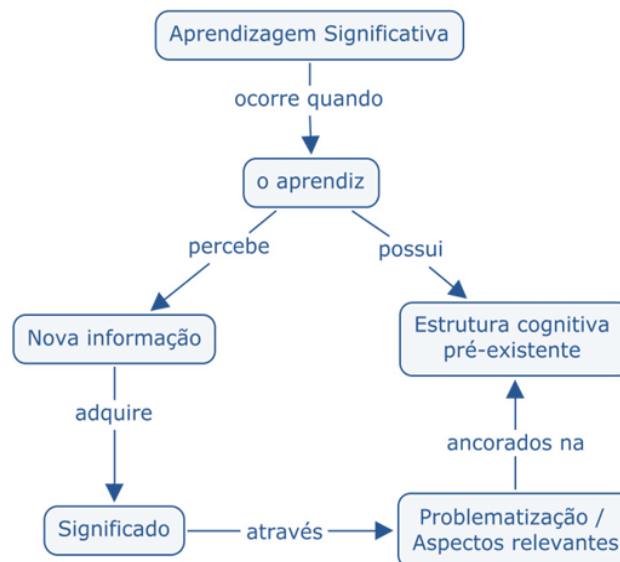 Aprendizagem Significativa
ocorre quando
o aprendiz
percebe
possui
Nova informação
Estrutura cognitiva
pré-existente
adquire
ancorados na
Significado
através
Problematização /
Aspectos relevantes